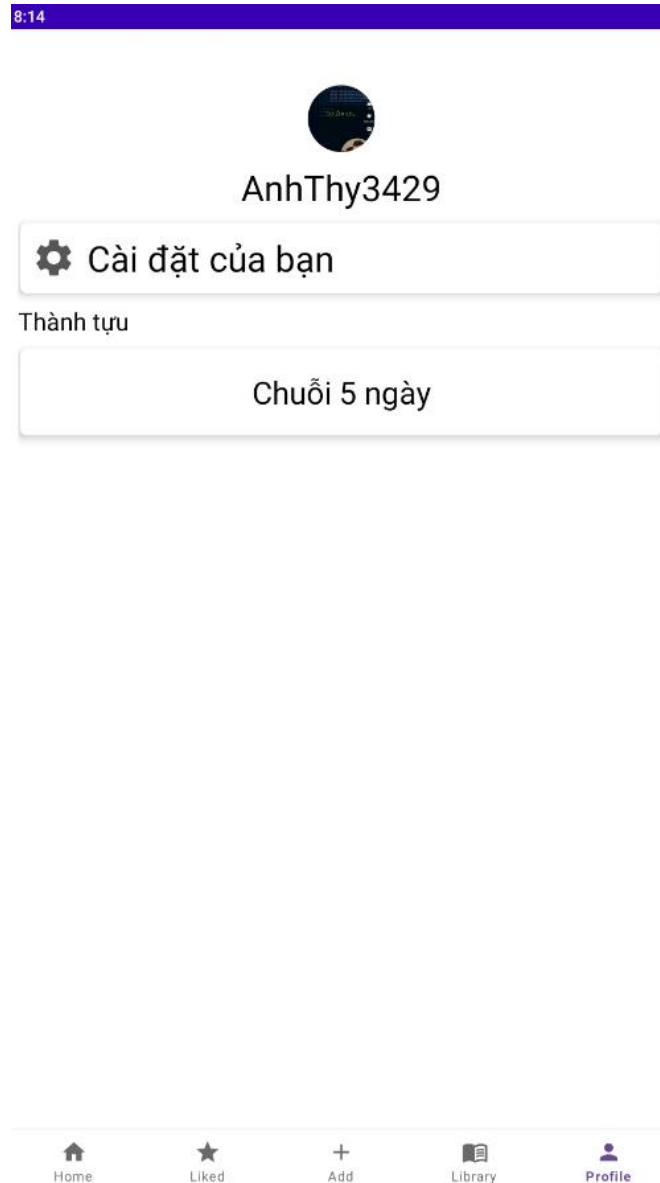 8:14
AnhThy3429
Cài đặt của bạn
Thành tựu
Chuỗi 5 ngày
Home
Liked
Add
Library
Profile